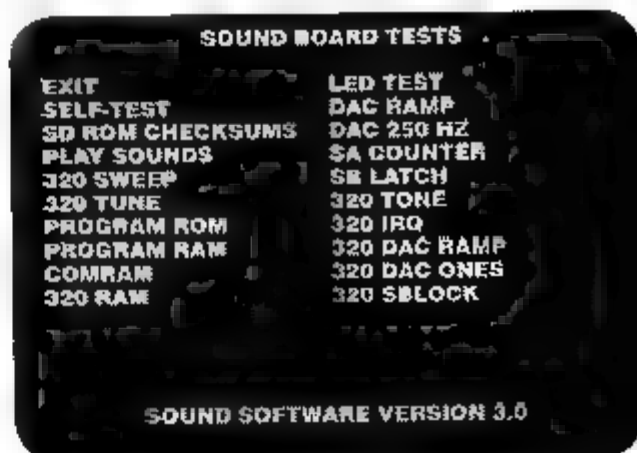 SOUND BOARD TESTS
EXIT
SELF-TEST
SD ROM CHECKSUMS
PLAY SOUNDS
320 SWEEP
320 TUNE
PROGRAM ROM
PROGRAM RAM
COMRAM
320 RAM
LED TEST
DAC RAMP
DAC 250 HZ
SA COUNTER
SB LATCH
320 TONE
320 IRQ
320 DAC RAMP
320 DAC ONES
320 SBLOCK
SOUND SOFTWARE VERSION 3.0